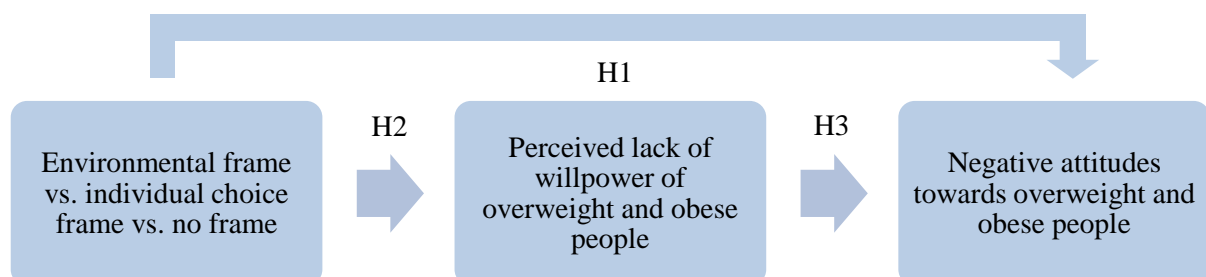 H1
H2
H3
Environmental frame
vs. individual choice
frame vs. no frame
Perceived lack of
willpower of
overweight and obese
people
Negative attitudes
towards overweight and
obese people